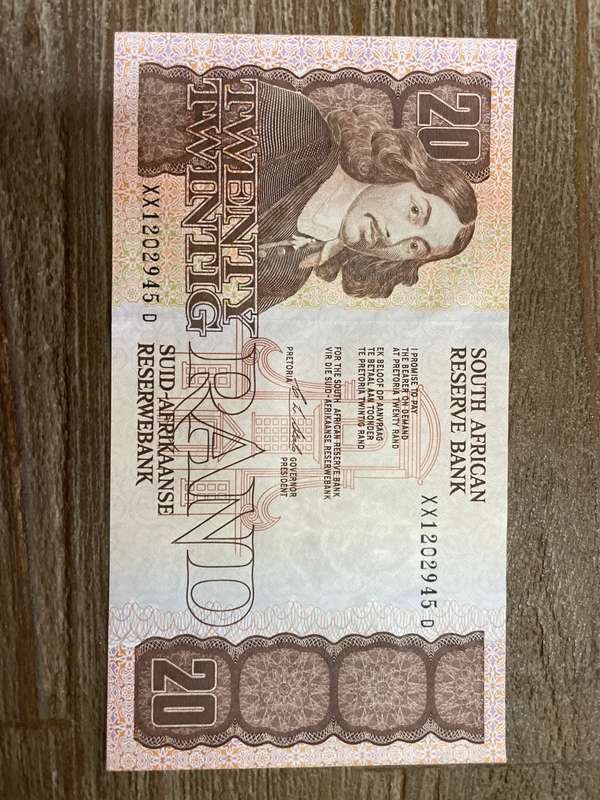 20
SOUTH AFRICAN
RESERVE BANK
I PROMISE TO PAY
THE BEARER ON DEMAND
AT PRETORIA TWENTY RAND
EK BELOOF OP AANVRAAG
TE BETAAL AAN TOONDER
TE PRETORIA TWINTIG RAND
XX1202945 D
FOR THE SOUTH AFRICAN RESERVE BANK
VIR DIE SUID-AFRIKAANSE RESERWEBANK
PRETORIA
GOVERNOR
PRESIDENT
TWENTY
TWINTIG
RAND
XX1202945 D
SUID-AFRIKAANSE
RESERWEBANK
20